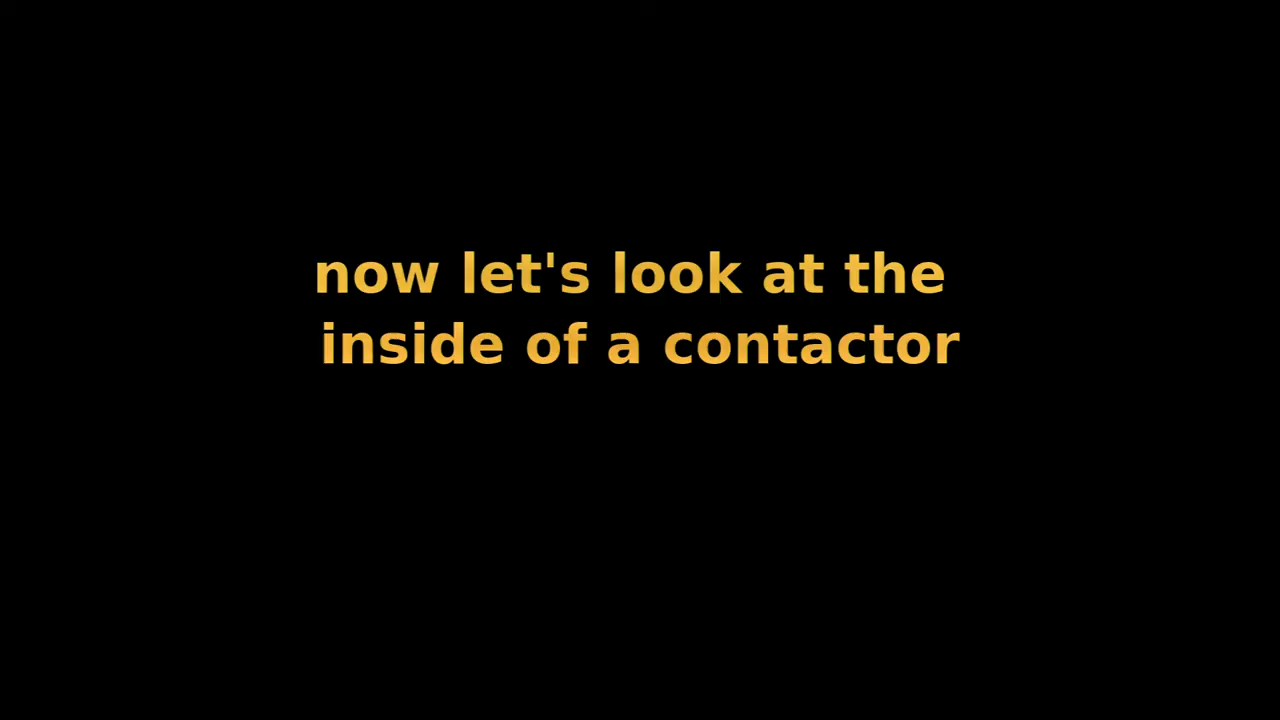 now let's look at the
inside of a contactor